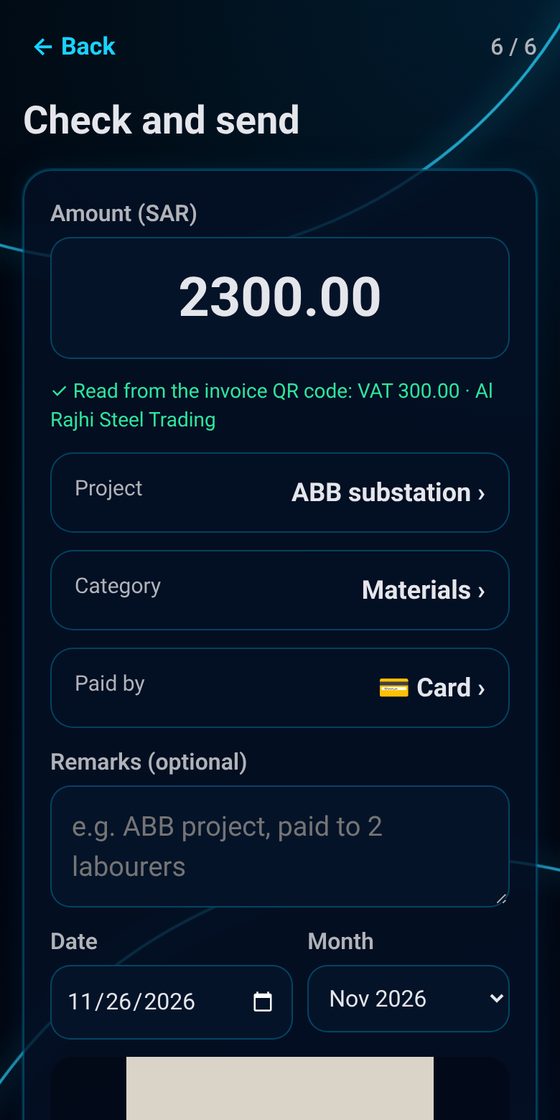 ← Back
6 / 6
Check and send
Amount (SAR)
2300.00
✓ Read from the invoice QR code: VAT 300.00 · Al
Rajhi Steel Trading
Project
ABB substation ›
Category
Materials ›
Paid by
💳 Card ›
Remarks (optional)
e.g. ABB project, paid to 2
labourers
Date
Month
11/26/2026
Nov 2026